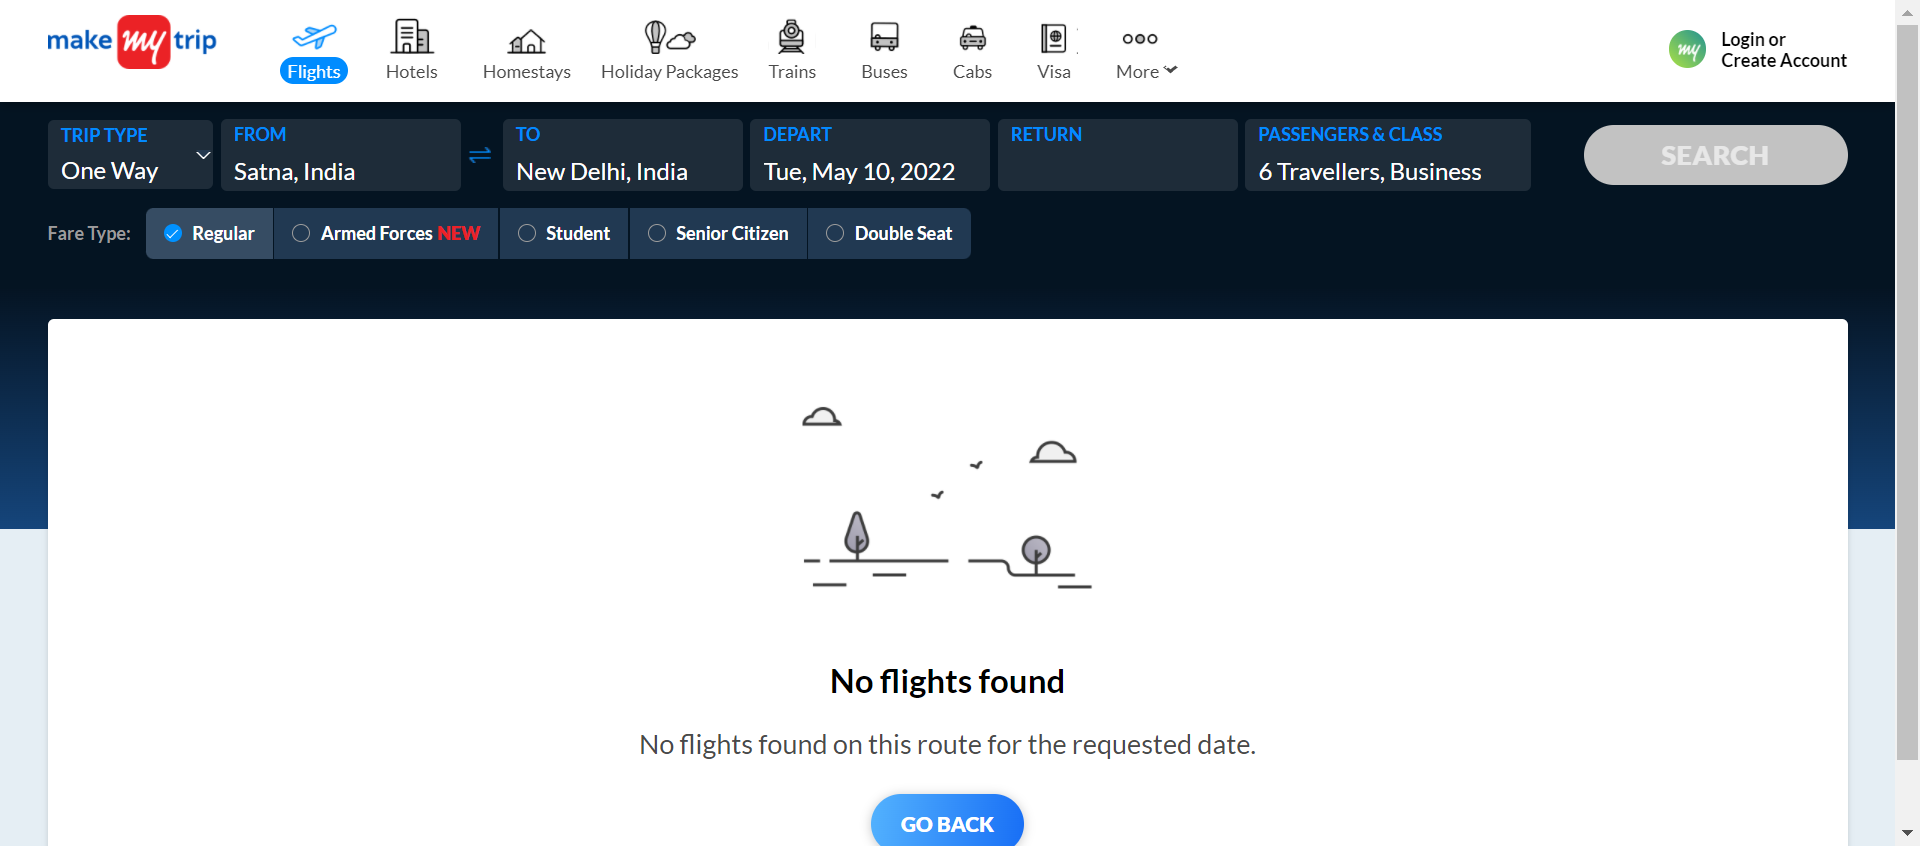 make my trip
Flights
Hotels
Homestays
Holiday Packages
Trains
Buses
Cabs
Visa
More
my
Login or
Create Account
TRIP TYPE
One Way
FROM
Satna, India
TO
New Delhi, India
DEPART
Tue, May 10, 2022
RETURN
PASSENGERS & CLASS
6 Travellers, Business
SEARCH
Fare Type:
Regular
Armed Forces NEW
Student
Senior Citizen
Double Seat
No flights found
No flights found on this route for the requested date.
GO BACK